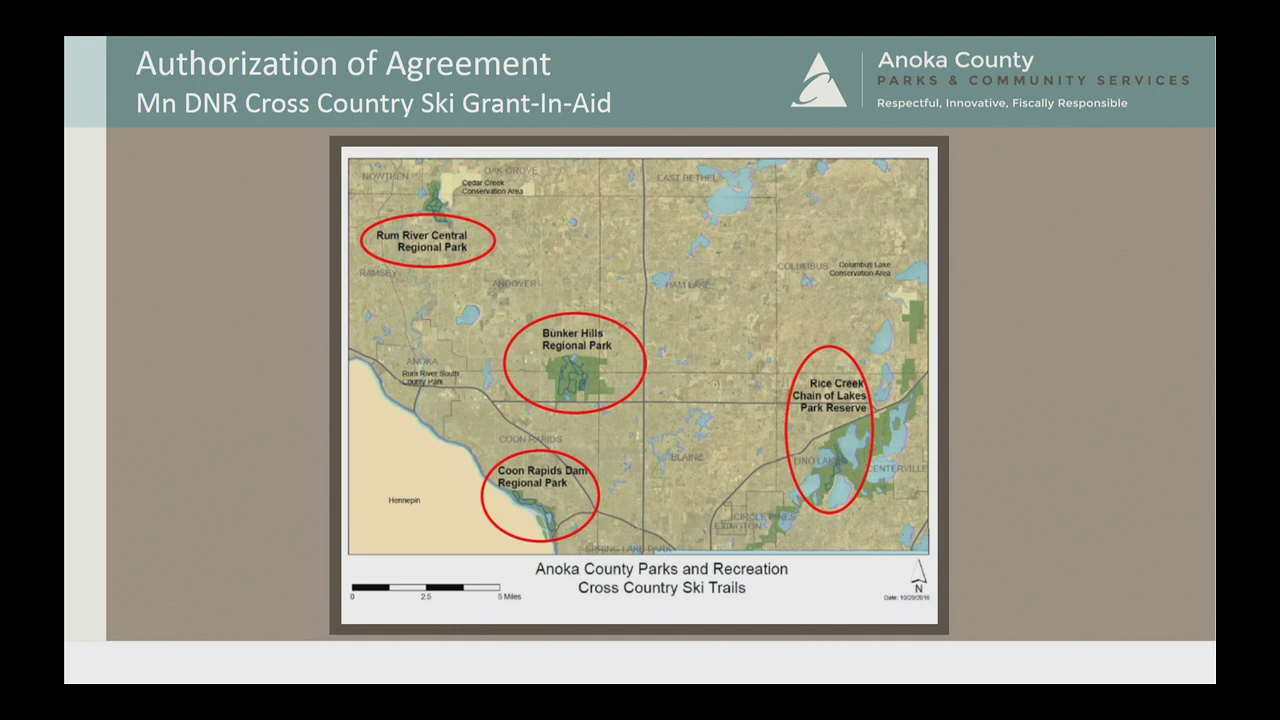 Authorization of Agreement
Mn DNR Cross Country Ski Grant-In-Aid
Anoka County
PARKS & COMMUNITY SERVICES
Respectful, Innovative, Fiscally Responsible
NOWTHEN
OAK GROVE
EAST BETHEL
Cedar Creek
Conservation Area
Rum River Central
Regional Park
RAMSEY
ANDOVER
HAM LAKE
COLUMBUS
Columbus Lake
Conservation Area
Bunker Hills
Regional Park
ANOKA
Rum River South
County Park
Rice Creek
Chain of Lakes
Park Reserve
COON RAPIDS
BLAINE
LINO LAKES
CENTERVILLE
Coon Rapids Dam
Regional Park
Hennepin
CIRCLE PINES
LEXINGTON
SPRING LAKE PARK
Anoka County Parks and Recreation
Cross Country Ski Trails
0 2.5 5 Miles
N
Date: 10/20/2016